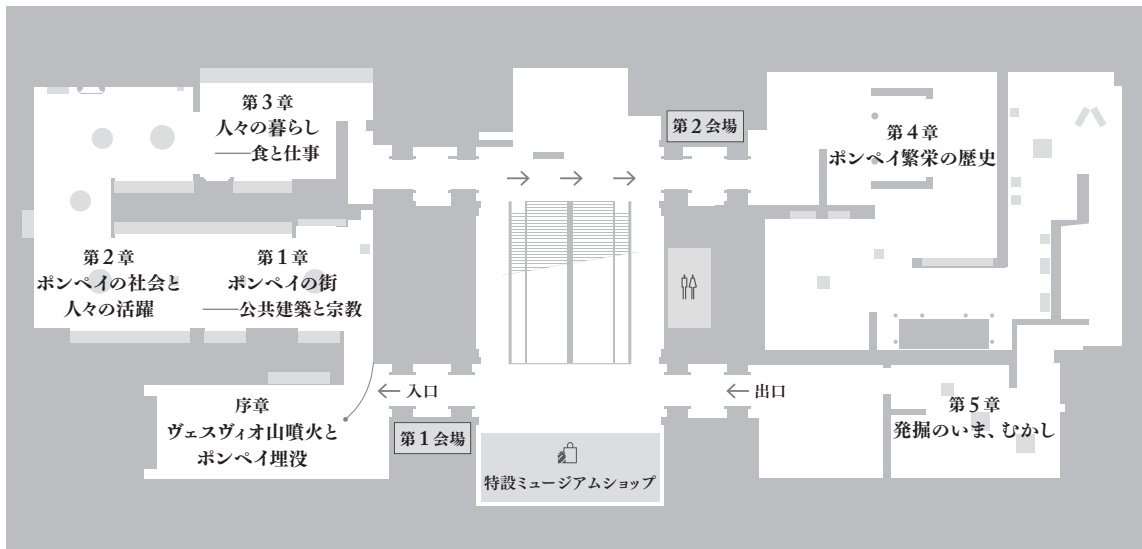 第3章
人々の暮らし
——食と仕事
第2章
ポンペイの社会と
人々の活躍
第1章
ポンペイの街
——公共建築と宗教
序章
ヴェスヴィオ山噴火と
ポンペイ埋没
← 入口
第1会場
→ → →
特設ミュージアムショップ
第2会場
第4章
ポンペイ繁栄の歴史
← 出口
第5章
発掘のいま、むかし